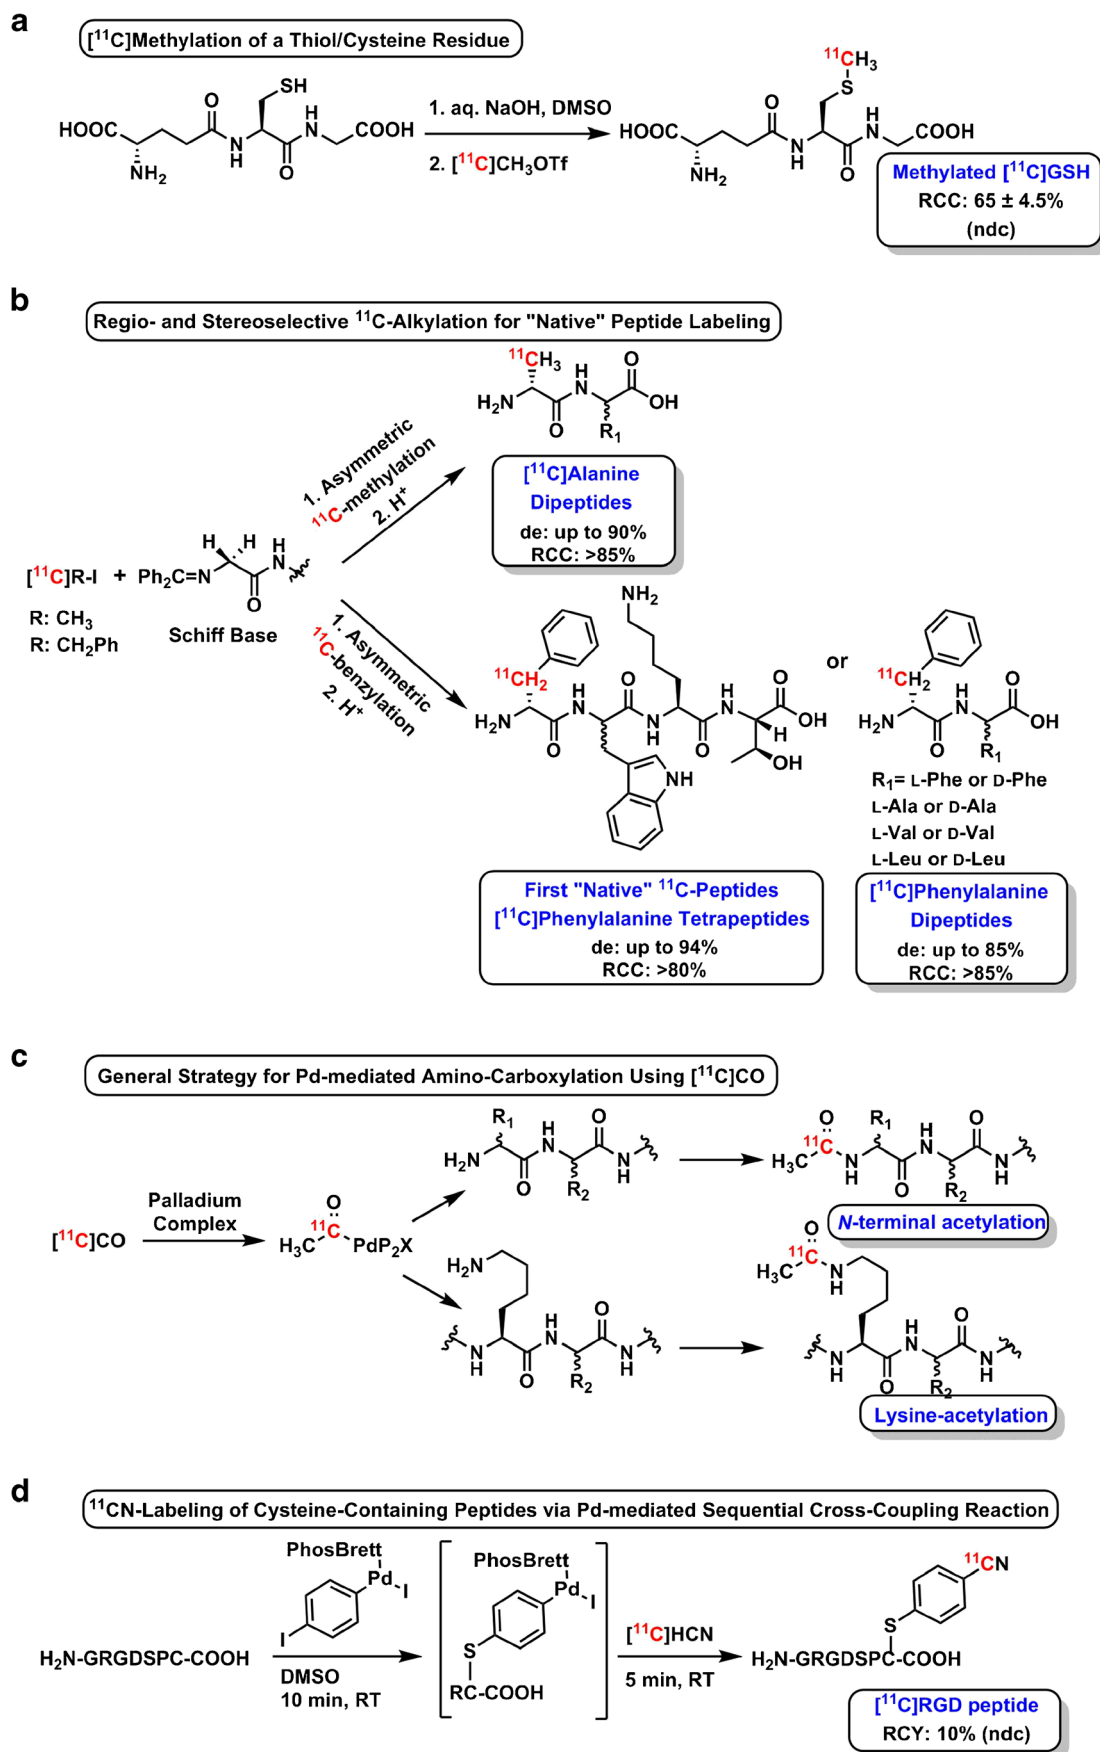 a
[¹¹C]Methylation of a Thiol/Cysteine Residue
HOOC
NH₂
O
N
H
SH
H
N
O
COOH
1. aq. NaOH, DMSO
2. [¹¹C]CH₃OTf
HOOC
NH₂
O
N
H
¹¹CH₃
S
H
N
O
COOH
Methylated [¹¹C]GSH
RCC: 65 ± 4.5%
(ndc)
b
Regio- and Stereoselective ¹¹C-Alkylation for "Native" Peptide Labeling
[¹¹C]R-I + Ph₂C=N
H H
H
N
O
R: CH₃
R: CH₂Ph
Schiff Base
1. Asymmetric
¹¹C-methylation
2. H⁺
¹¹CH₃
H₂N
O
H
N
R₁
O
OH
[¹¹C]Alanine
Dipeptides
de: up to 90%
RCC: >85%
1. Asymmetric
¹¹C-benzylation
2. H⁺
¹¹CH₂
H₂N
O
H
N
NH
O
N
H
NH₂
O
H
N
H
OH
O
OH
or
¹¹CH₂
H₂N
O
H
N
R₁
O
OH
R₁= L-Phe or D-Phe
L-Ala or D-Ala
L-Val or D-Val
L-Leu or D-Leu
First "Native" ¹¹C-Peptides
[¹¹C]Phenylalanine Tetrapeptides
de: up to 94%
RCC: >80%
[¹¹C]Phenylalanine
Dipeptides
de: up to 85%
RCC: >85%
c
General Strategy for Pd-mediated Amino-Carboxylation Using [¹¹C]CO
[¹¹C]CO
Palladium
Complex
O
¹¹C
H₃C
PdP₂X
H₂N
R₁
O
H
N
R₂
O
N
H
O
¹¹C
H₃C
N
H
R₁
O
H
N
R₂
O
N
H
N-terminal acetylation
H₂N
N
H
O
H
N
R₂
O
N
H
O
¹¹C
H₃C
N
H
N
H
O
H
N
R₂
O
N
H
Lysine-acetylation
d
¹¹CN-Labeling of Cysteine-Containing Peptides via Pd-mediated Sequential Cross-Coupling Reaction
H₂N-GRGDSPC-COOH
PhosBrett
Pd
I
I
DMSO
10 min, RT
PhosBrett
Pd
I
S
RC-COOH
[¹¹C]HCN
5 min, RT
¹¹CN
S
H₂N-GRGDSPC-COOH
[¹¹C]RGD peptide
RCY: 10% (ndc)